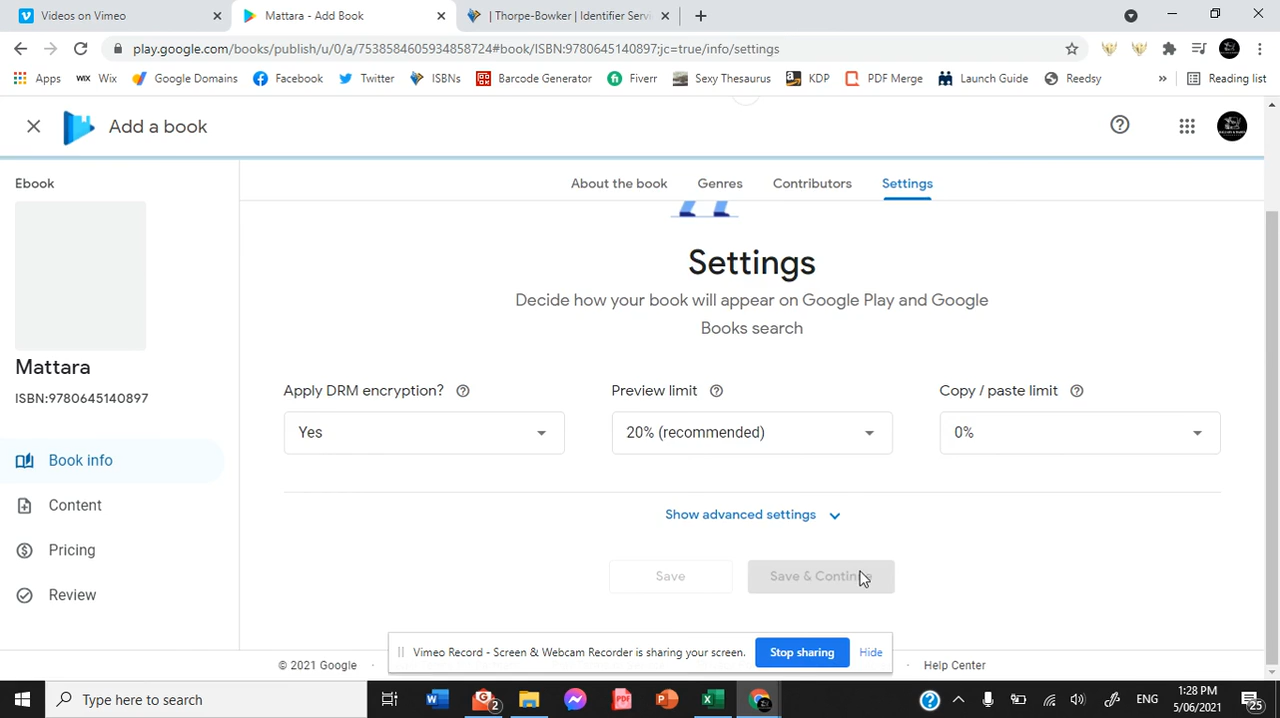 Videos on Vimeo
Mattara - Add Book
| Thorpe-Bowker | Identifier Serv
play.google.com/books/publish/u/0/a/7538584605934858724#book/ISBN:9780645140897;jc=true/info/settings
Apps
WIX Wix
Google Domains
Facebook
Twitter
ISBNs
Barcode Generator
Fiverr
Sexy Thesaurus
KDP
PDF Merge
Launch Guide
Reedsy
»
Reading list
Add a book
Ebook
About the book
Genres
Contributors
Settings
Settings
Decide how your book will appear on Google Play and Google
Books search
Mattara
ISBN:9780645140897
Apply DRM encryption?
Preview limit
Copy / paste limit
Yes
20% (recommended)
0%
Book info
Content
Pricing
Review
Show advanced settings
Save
Save & Continue
Vimeo Record - Screen & Webcam Recorder is sharing your screen.
Stop sharing
Hide
© 2021 Google
Help Center
Type here to search
2
ENG
1:28 PM
5/06/2021
25